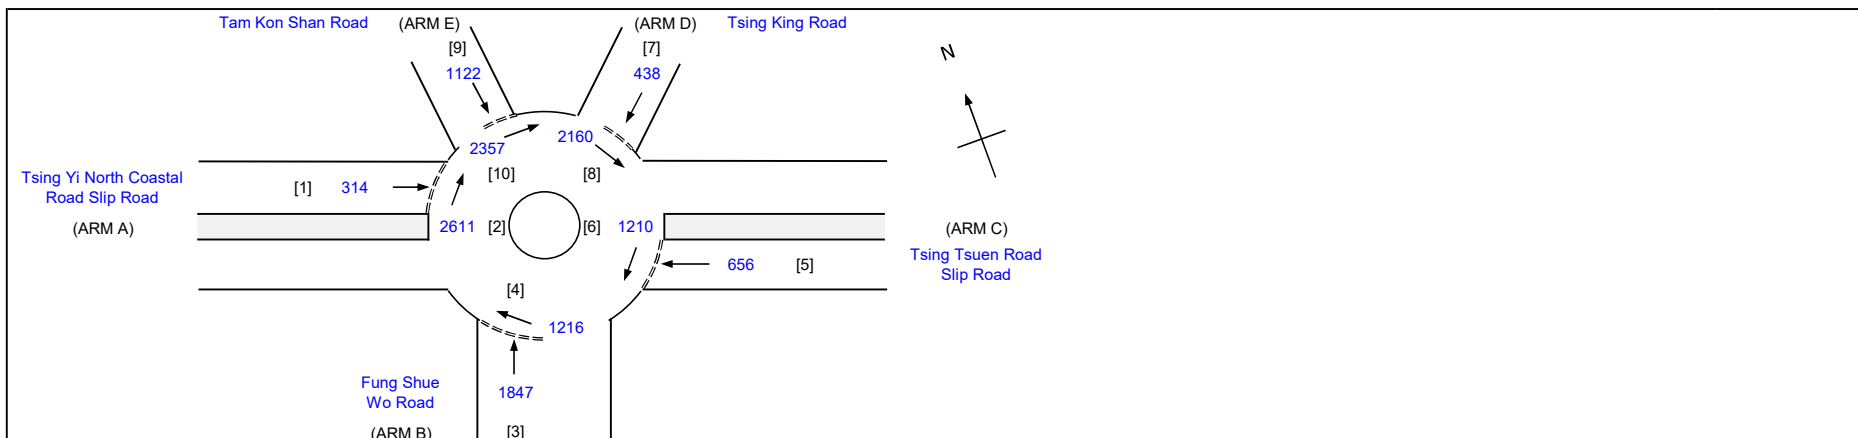 Tam Kon Shan Road (ARM E) (ARM D) Tsing King Road
[9] [7]
N
1122 438
2357 2160
[10] [8]
Tsing Yi North Coastal
Road Slip Road
[1] 314
(ARM A)
2611 [2] [6] 1210
(ARM C)
Tsing Tsuen Road
Slip Road
656 [5]
[4]
1216
Fung Shue
Wo Road
1847
(ARM B) [3]